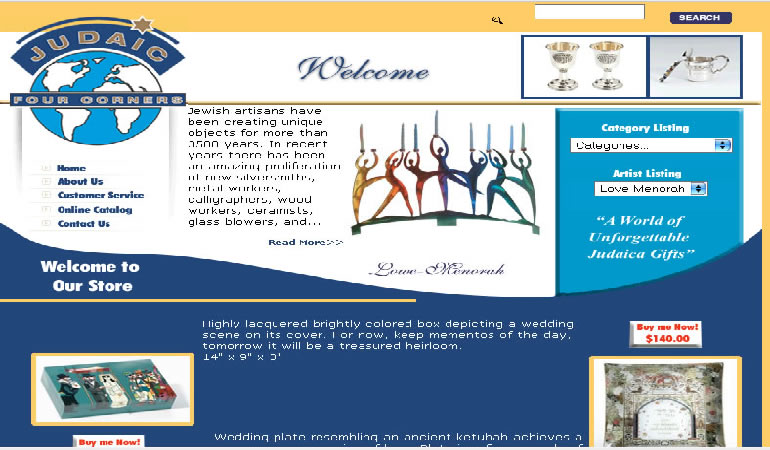 SEARCH
JUDAIC
FOUR CORNERS
Welcome
Home
About Us
Customer Service
Online Catalog
Contact Us
Jewish artisans have
been creating unique
objects for more than
3500 years. In recent
years there has been
an amazing proliferation
of new silversmiths,
metal workers,
calligraphers, wood
workers, ceramists,
glass blowers, and...
Read More>>
Lowe-Menorah
Category Listing
Categories...
Artist Listing
Love Menorah
“A World of
Unforgettable
Judaica Gifts”
Welcome to
Our Store
Highly lacquered brightly colored box depicting a wedding
scene on its cover. For now, keep mementos of the day,
tomorrow it will be a treasured heirloom.
14" x 9" x 3"
Buy me Now!
$140.00
Buy me Now!
Wedding plate resembling an ancient ketubah achieves a